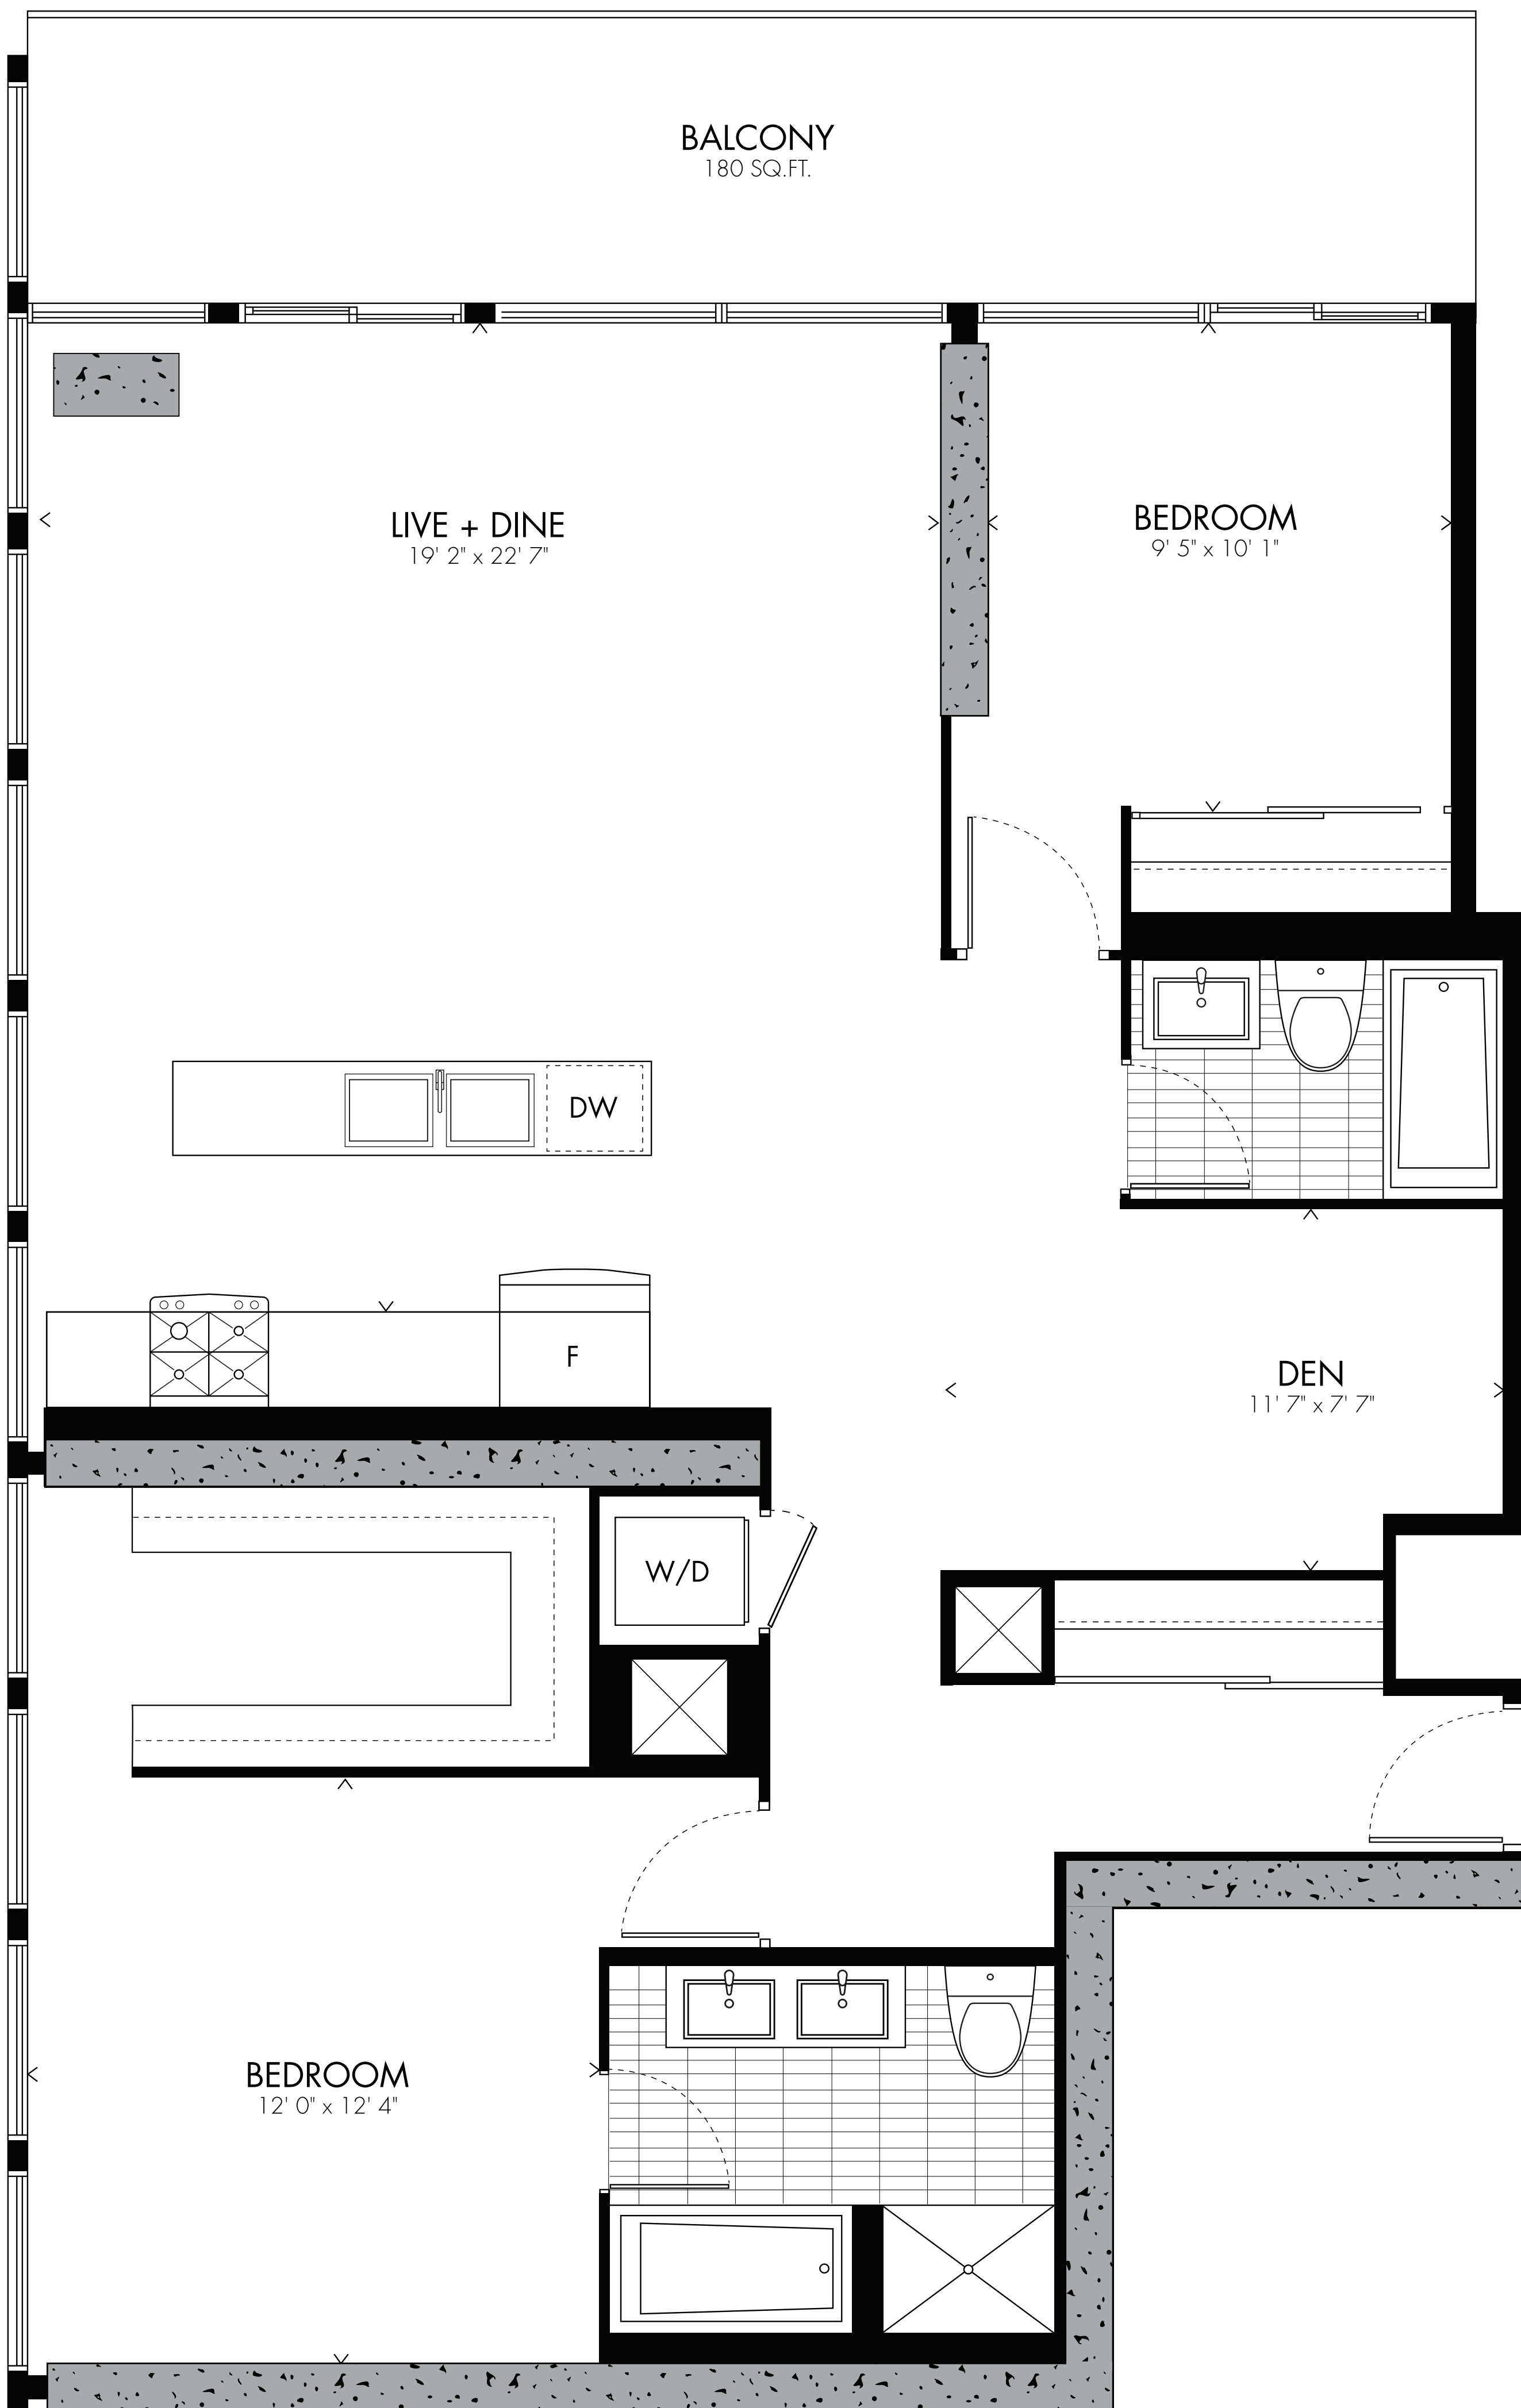 BALCONY
180 SQ.FT.
LIVE + DINE
19' 2" x 22' 7"
BEDROOM
9' 5" x 10' 1"
DW
F
DEN
11' 7" x 7' 7"
W/D
BEDROOM
12' 0" x 12' 4"